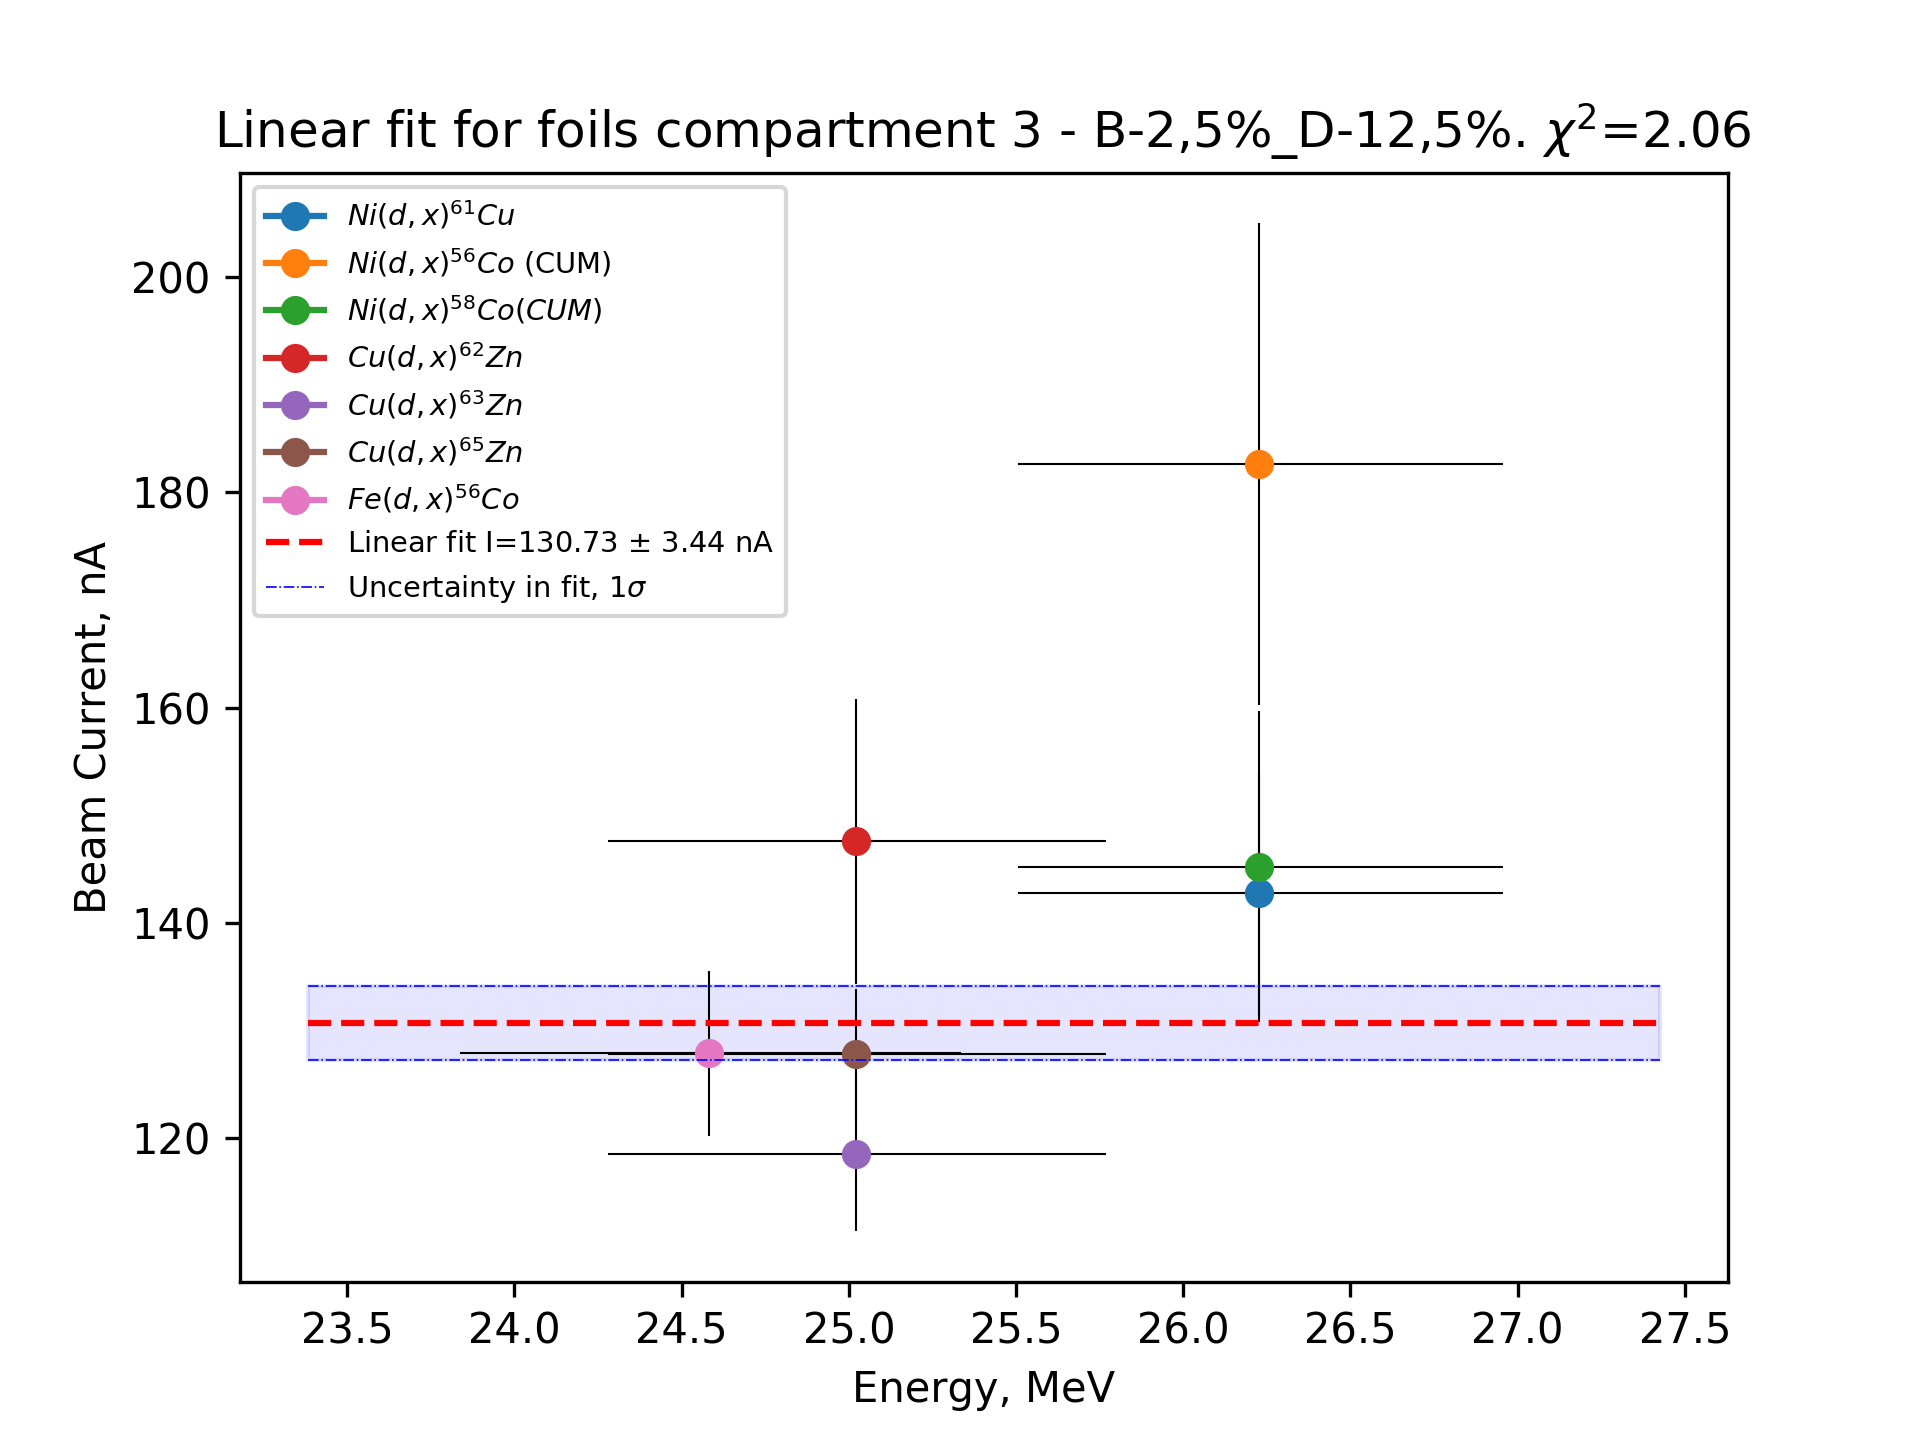 Linear fit for foils compartment 3 - B-2,5%_D-12,5%. χ²=2.06
Ni(d, x)⁶¹Cu
Ni(d, x)⁵⁶Co (CUM)
Ni(d, x)⁵⁸Co(CUM)
Cu(d, x)⁶²Zn
Cu(d, x)⁶³Zn
Cu(d, x)⁶⁵Zn
Fe(d, x)⁵⁶Co
Linear fit I=130.73 ± 3.44 nA
Uncertainty in fit, 1σ
Beam Current, nA
200
180
160
140
120
23.5 24.0 24.5 25.0 25.5 26.0 26.5 27.0 27.5
Energy, MeV